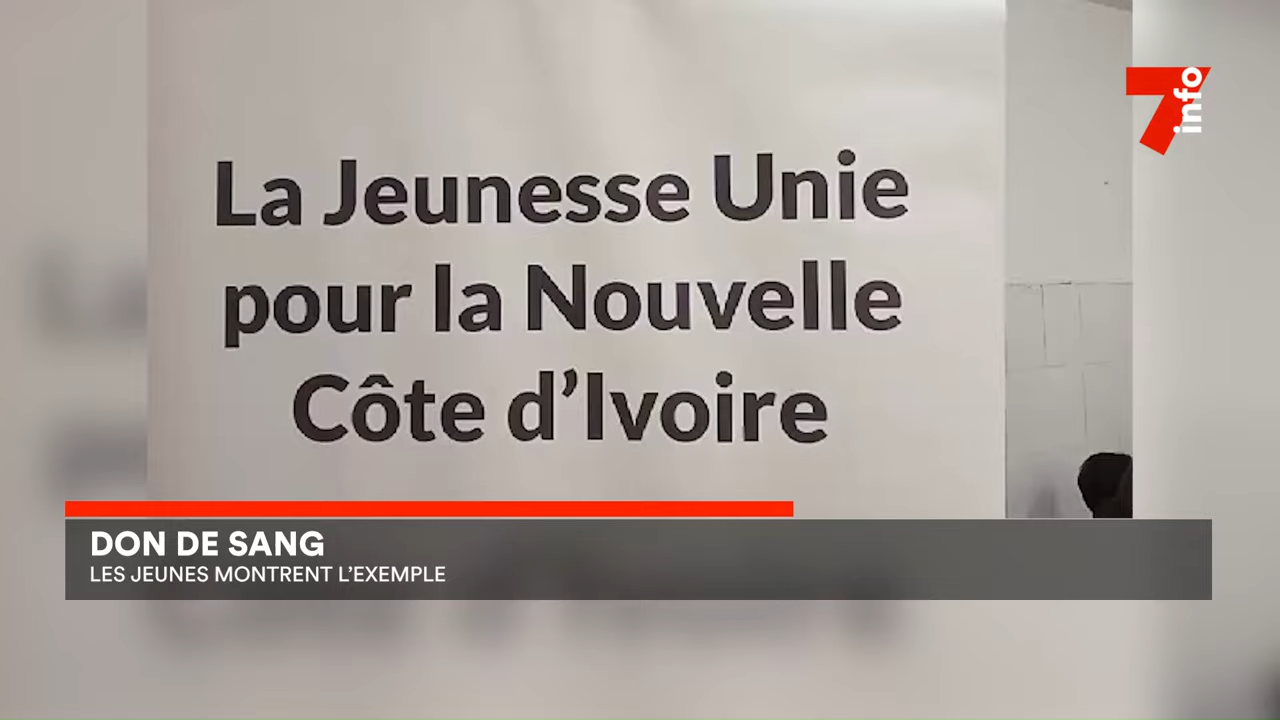 7info
La Jeunesse Unie
pour la Nouvelle
Côte d’Ivoire
DON DE SANG
LES JEUNES MONTRENT L’EXEMPLE